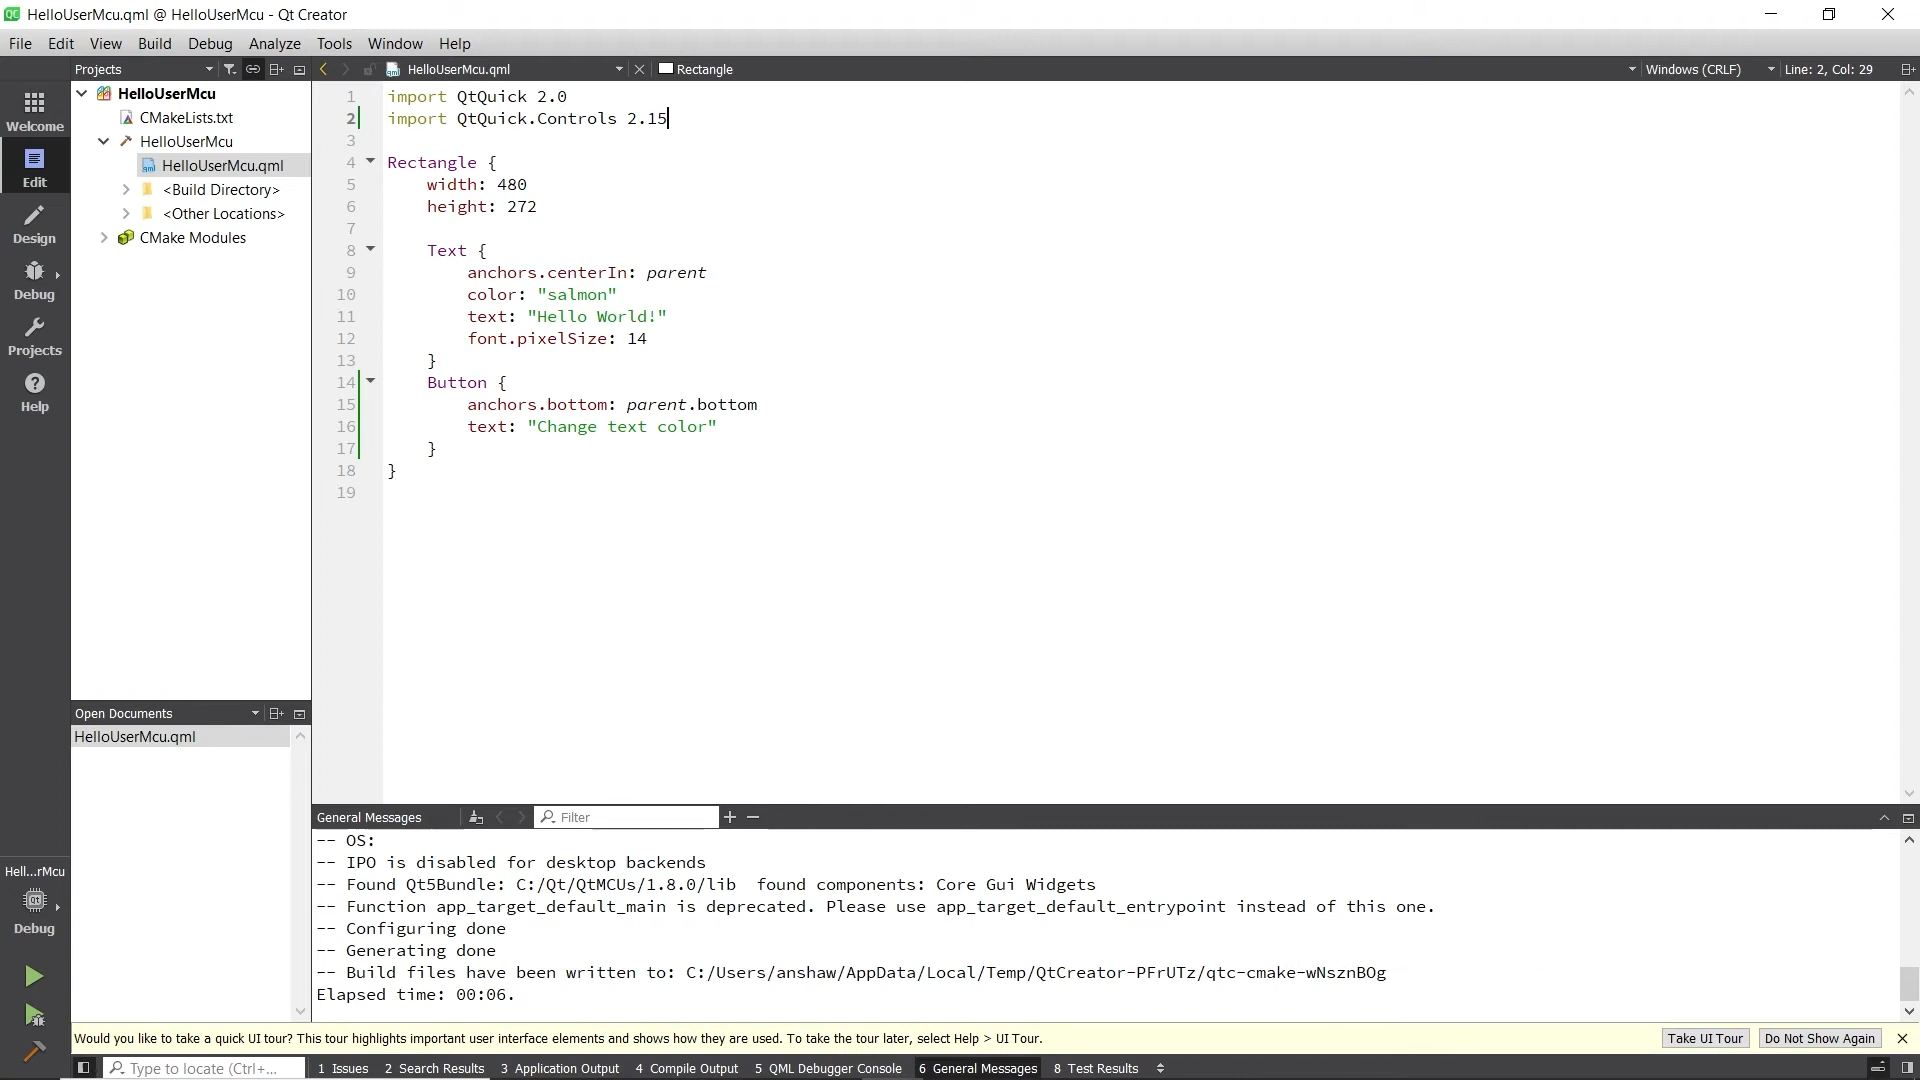 HelloUserMcu.qml @ HelloUserMcu - Qt Creator
File Edit View Build Debug Analyze Tools Window Help
Projects
HelloUserMcu.qml
Rectangle
Windows (CRLF)
Line: 2, Col: 29
Welcome
Edit
Design
Debug
Projects
Help
HelloUserMcu
CMakeLists.txt
HelloUserMcu
HelloUserMcu.qml
<Build Directory>
<Other Locations>
CMake Modules
1 import QtQuick 2.0
2 import QtQuick.Controls 2.15
3
4 Rectangle {
5 width: 480
6 height: 272
7
8 Text {
9 anchors.centerIn: parent
10 color: "salmon"
11 text: "Hello World!"
12 font.pixelSize: 14
13 }
14 Button {
15 anchors.bottom: parent.bottom
16 text: "Change text color"
17 }
18 }
19
Open Documents
HelloUserMcu.qml
General Messages
Filter
-- OS:
-- IPO is disabled for desktop backends
-- Found Qt5Bundle: C:/Qt/QtMCUs/1.8.0/lib  found components: Core Gui Widgets
-- Function app_target_default_main is deprecated. Please use app_target_default_entrypoint instead of this one.
-- Configuring done
-- Generating done
-- Build files have been written to: C:/Users/anshaw/AppData/Local/Temp/QtCreator-PFrUTz/qtc-cmake-wNsznBOg
Elapsed time: 00:06.
Hell...rMcu
Debug
Would you like to take a quick UI tour? This tour highlights important user interface elements and shows how they are used. To take the tour later, select Help > UI Tour.
Take UI Tour
Do Not Show Again
Type to locate (Ctrl+...
1 Issues 2 Search Results 3 Application Output 4 Compile Output 5 QML Debugger Console 6 General Messages 8 Test Results